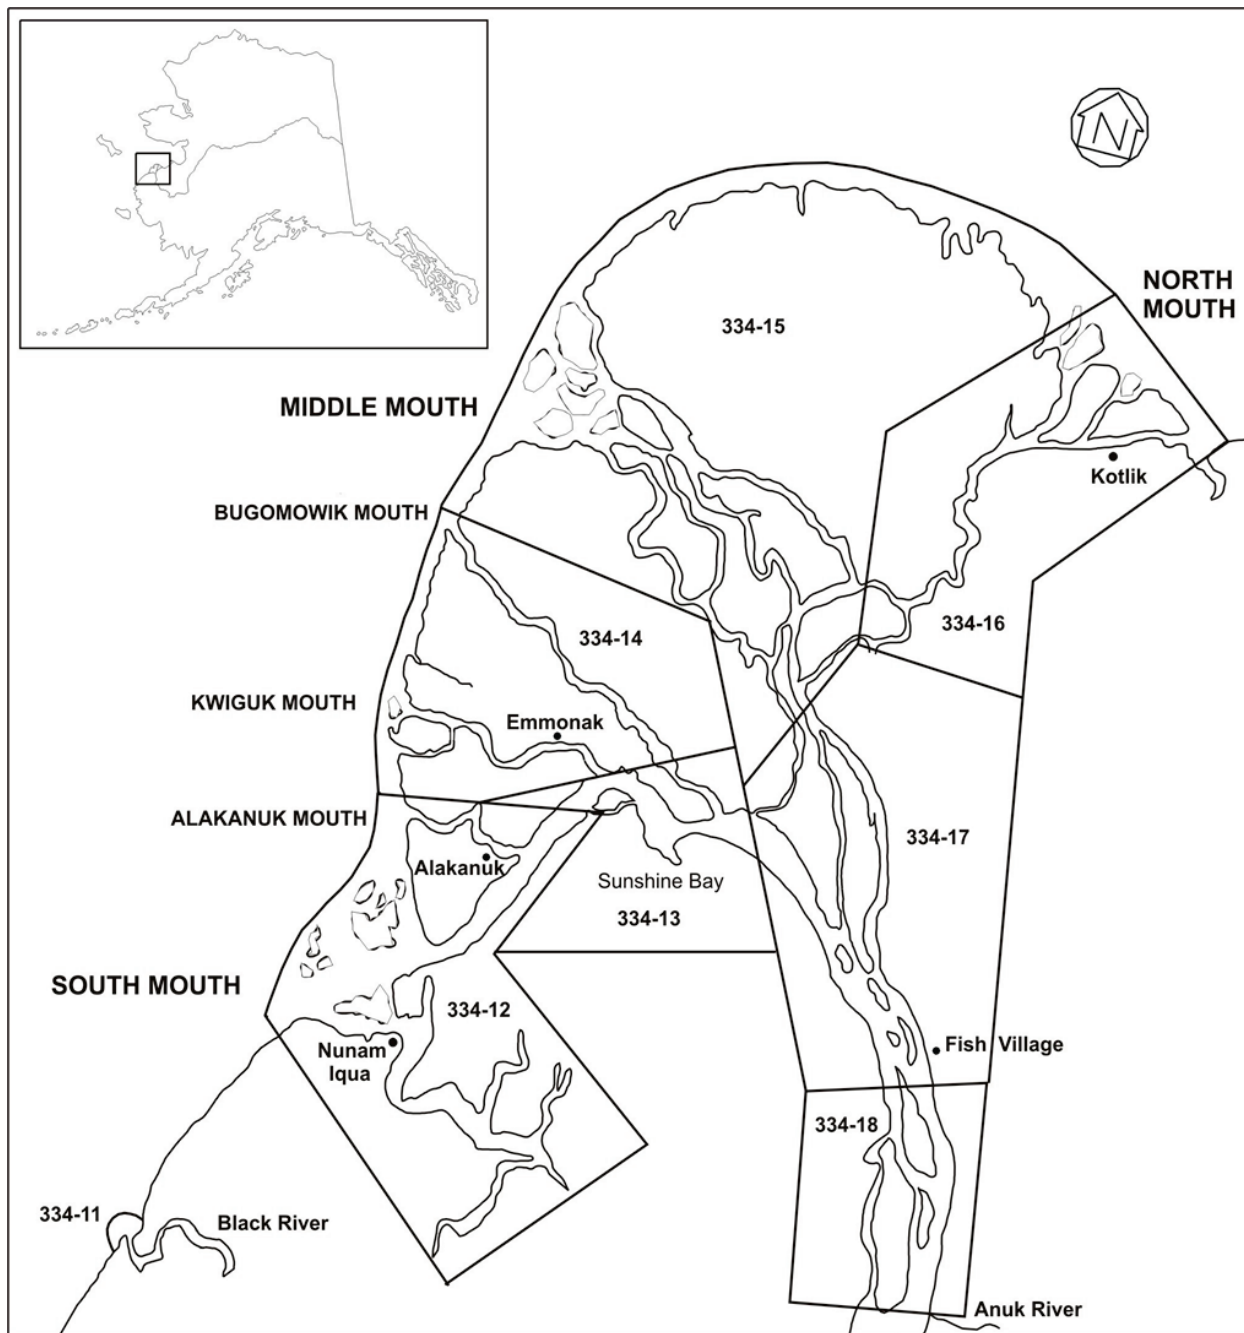 N
NORTH
MOUTH
334-15
MIDDLE MOUTH
Kotlik
BUGOMOWIK MOUTH
334-16
334-14
KWIGUK MOUTH
Emmonak
ALAKANUK MOUTH
334-17
Alakanuk
Sunshine Bay
334-13
SOUTH MOUTH
334-12
Nunam
Iqua
Fish Village
334-18
334-11
Black River
Anuk River